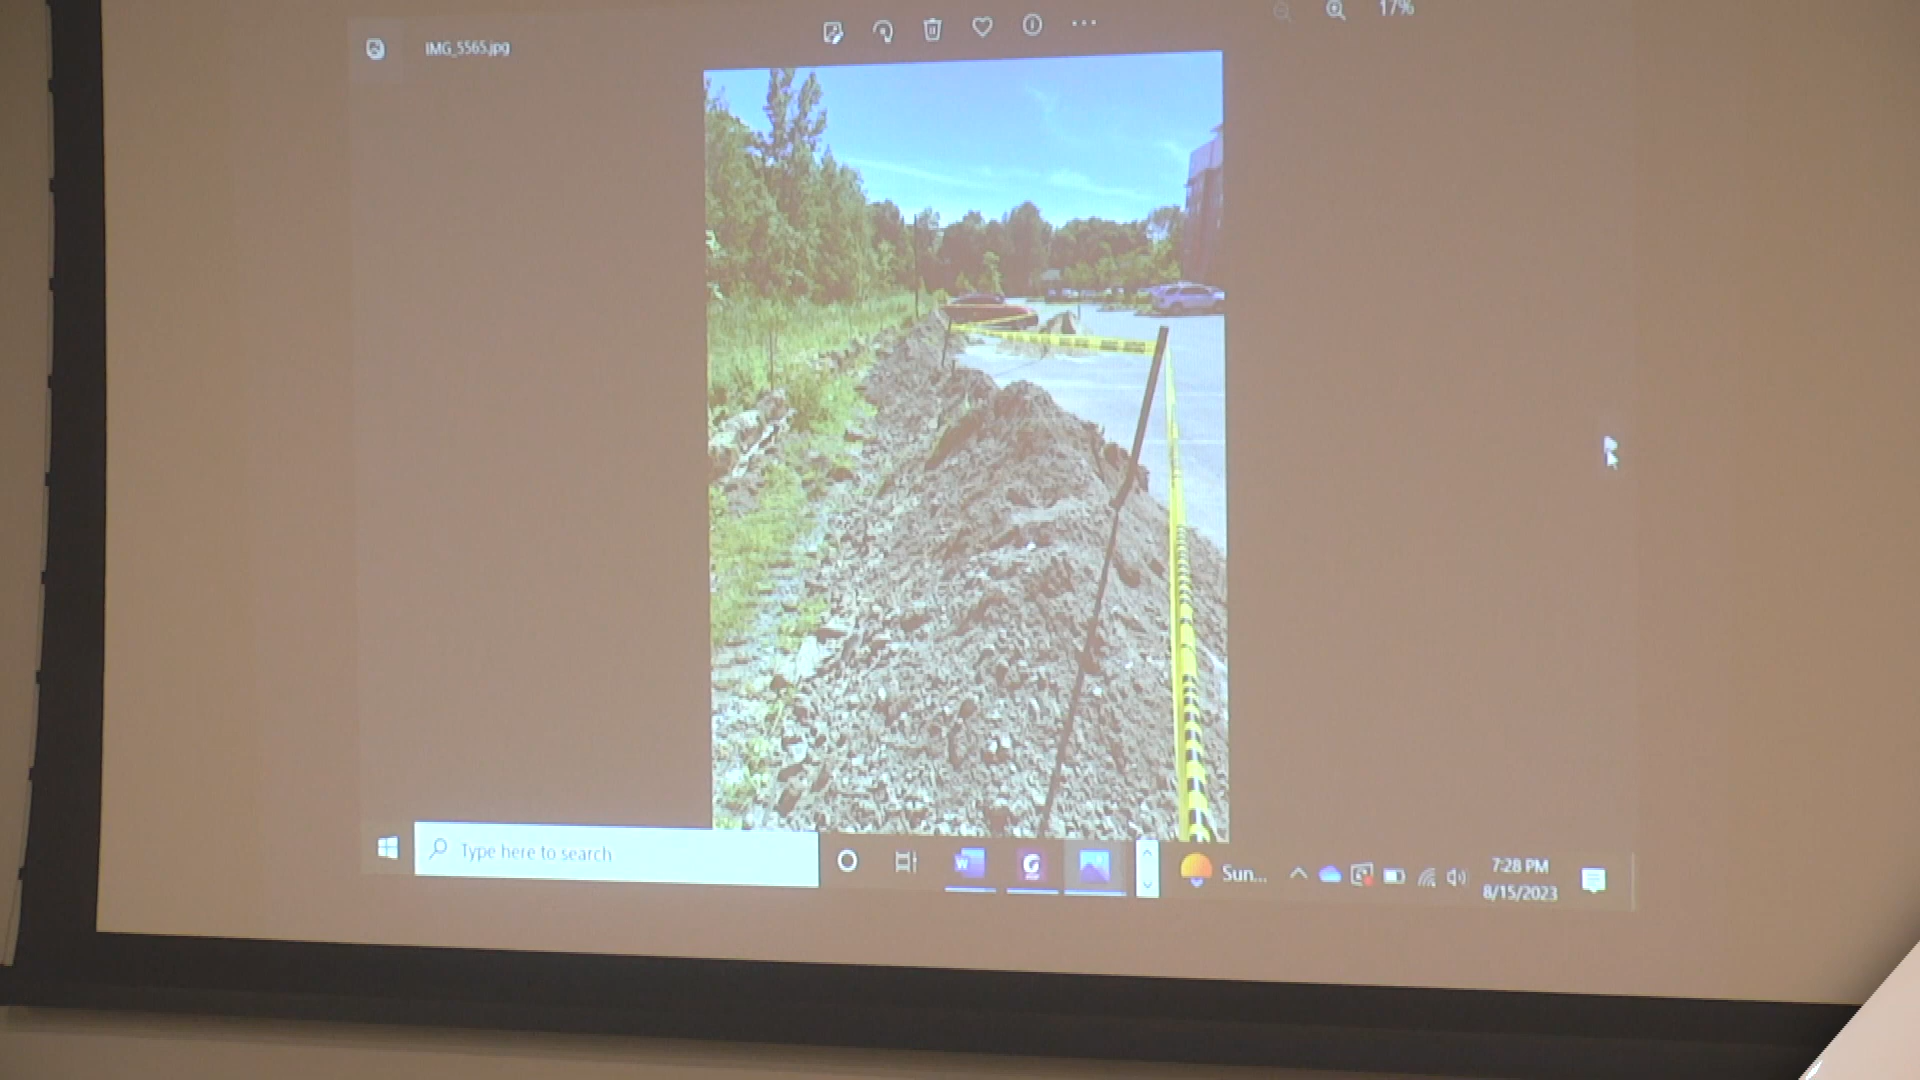 IMG_5565.jpg
17%
Type here to search
W
G
Sun...
7:28 PM
8/15/2023